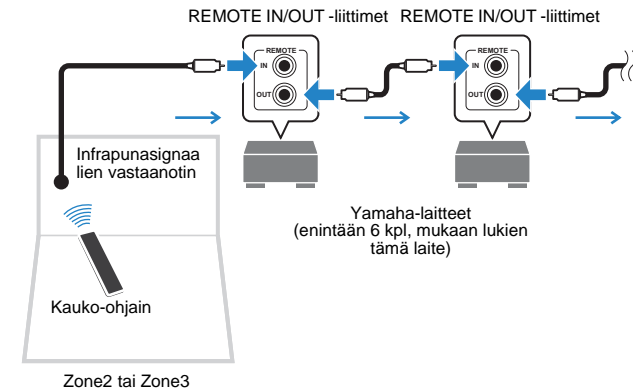 REMOTE IN/OUT -liittimet
REMOTE IN/OUT -liittimet
REMOTE
IN
OUT
REMOTE
IN
OUT
Infrapunasignaa
lien vastaanotin
Kauko-ohjain
Yamaha-laitteet
(enintään 6 kpl, mukaan lukien
tämä laite)
Zone2 tai Zone3